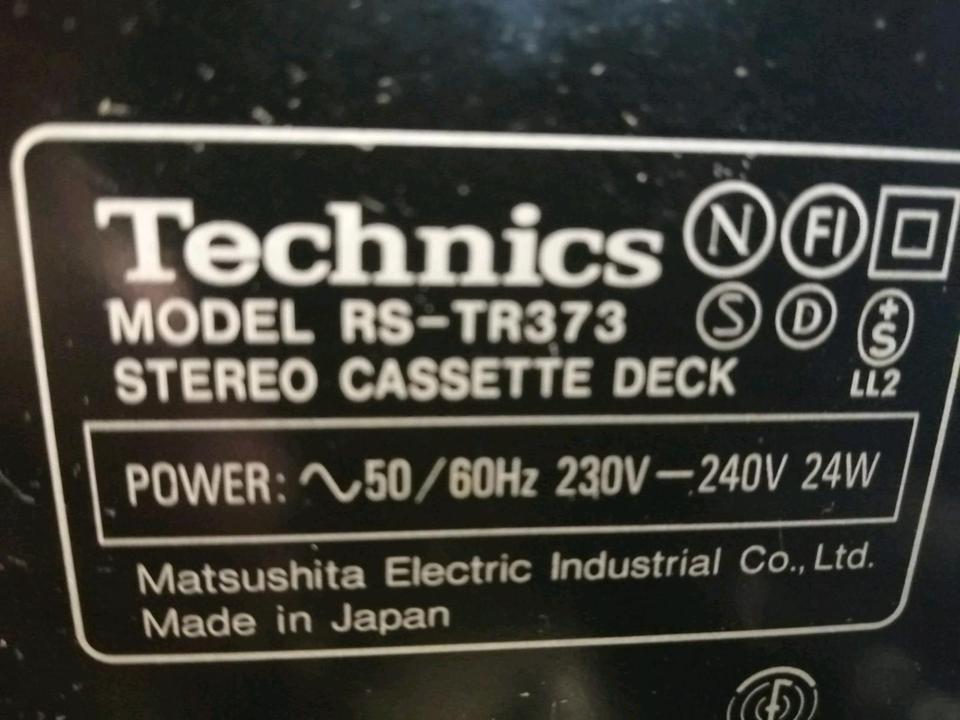 Technics N FI
MODEL RS-TR373 S D +S
STEREO CASSETTE DECK LL2
POWER: ∿50/60Hz 230V—240V 24W
Matsushita Electric Industrial Co., Ltd.
Made in Japan
F